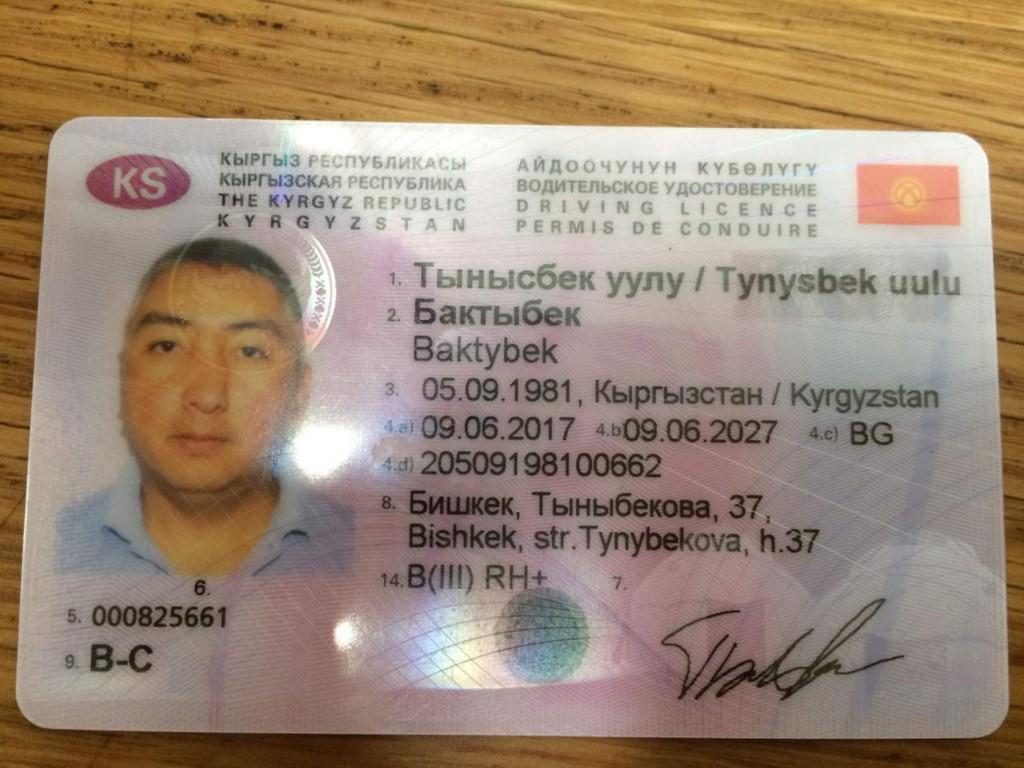 KS
КЫРГЫЗ РЕСПУБЛИКАСЫ
КЫРГЫЗСКАЯ РЕСПУБЛИКА
THE KYRGYZ REPUBLIC
KYRGYZSTAN
АЙДООЧУНУН КҮБӨЛҮГҮ
ВОДИТЕЛЬСКОЕ УДОСТОВЕРЕНИЕ
DRIVING LICENCE
PERMIS DE CONDUIRE
1. Тынысбек уулу / Tynysbek uulu
2. Бактыбек
Baktybek
3. 05.09.1981, Кыргызстан / Kyrgyzstan
4.a) 09.06.2017 4.b 09.06.2027 4.c) BG
4.d) 20509198100662
8. Бишкек, Тыныбекова, 37,
Bishkek, str.Tynybekova, h.37
14. B(III) RH+ 7.
6.
5. 000825661
9. B-C